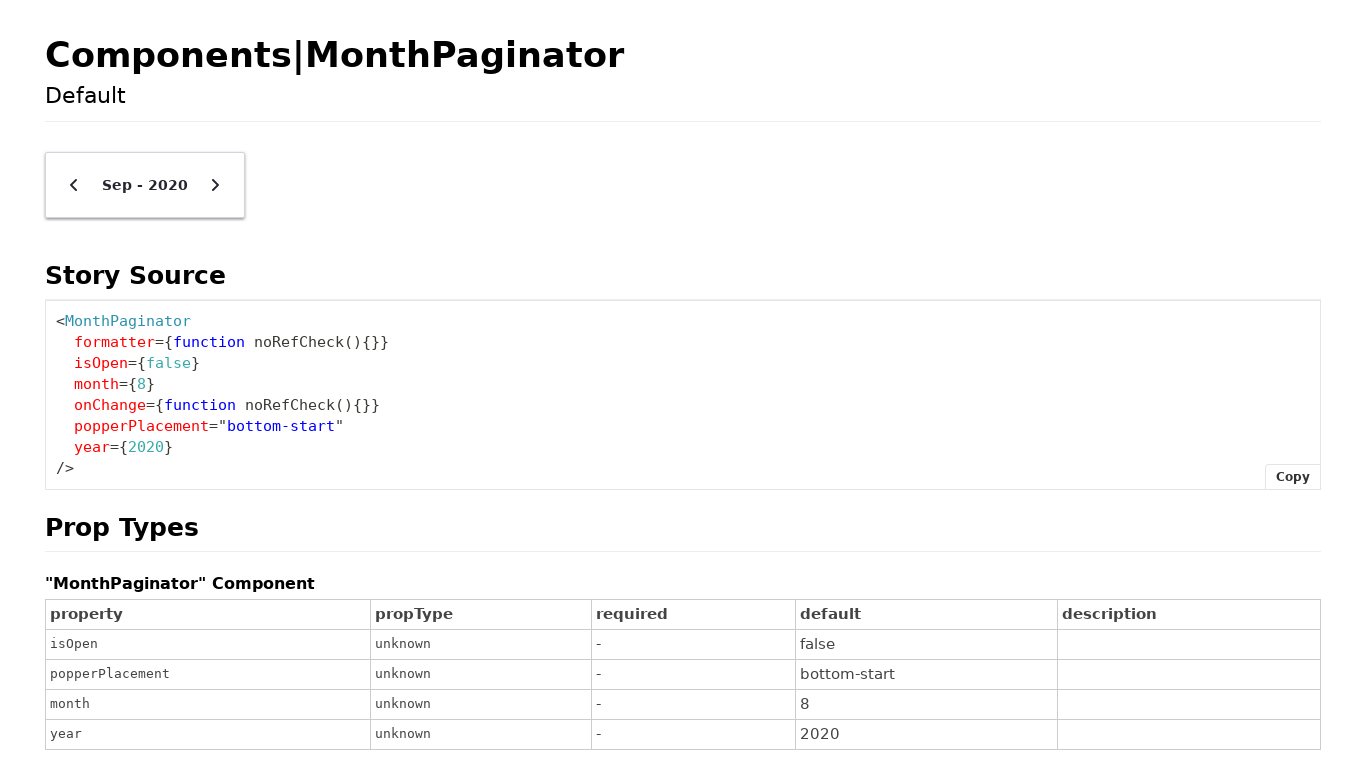 Components|MonthPaginator
Default
Sep - 2020
Story Source
<MonthPaginator
formatter={function noRefCheck(){}}
isOpen={false}
month={8}
onChange={function noRefCheck(){}}
popperPlacement="bottom-start"
year={2020}
/>
Copy
Prop Types
"MonthPaginator" Component
property propType required default description
isOpen unknown - false
popperPlacement unknown - bottom-start
month unknown - 8
year unknown - 2020